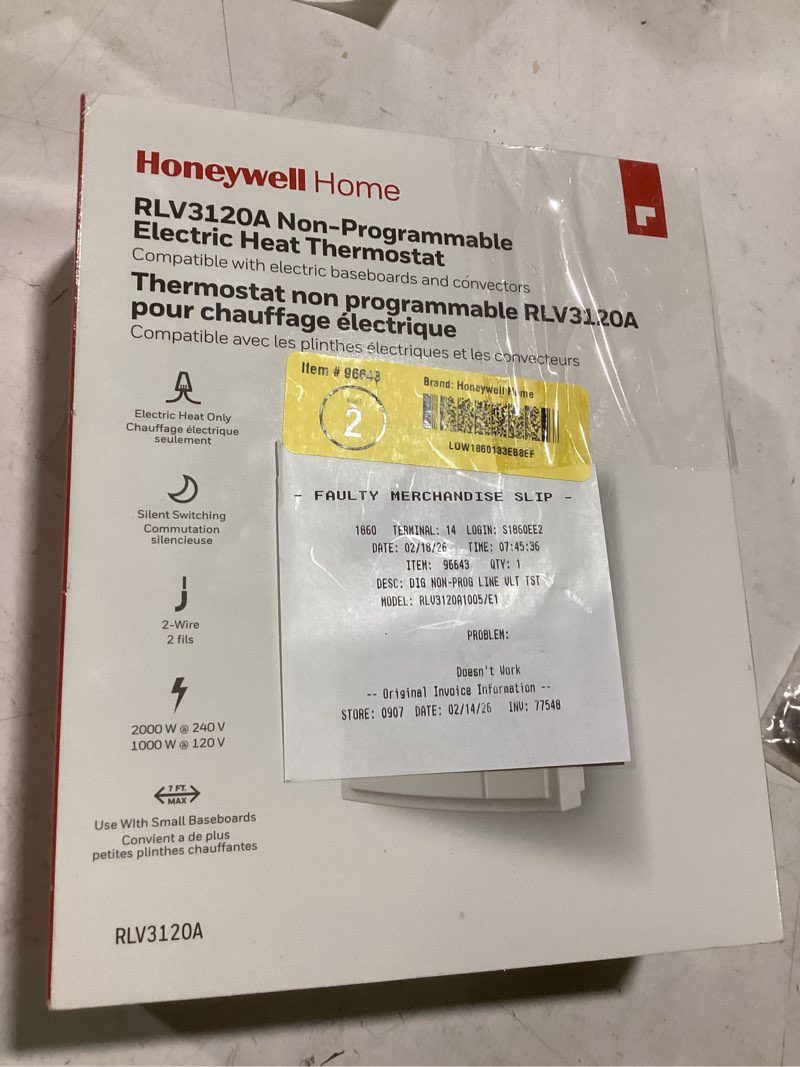 Honeywell Home
RLV3120A Non-Programmable
Electric Heat Thermostat
Compatible with electric baseboards and convectors
Thermostat non programmable RLV3120A
pour chauffage électrique
Compatible avec les plinthes électriques et les convecteurs
Item # 96643
Brand: Honeywell Home
2
LOW1860133EB8EF
Electric Heat Only
Chauffage électrique
seulement
Silent Switching
Commutation
silencieuse
2-Wire
2 fils
2000 W @ 240 V
1000 W @ 120 V
7 FT.
MAX
Use With Small Baseboards
Convient a de plus
petites plinthes chauffantes
RLV3120A
- FAULTY MERCHANDISE SLIP -
1860 TERMINAL: 14 LOGIN: S1860EE2
DATE: 02/18/26 TIME: 07:45:36
ITEM: 96643 QTY: 1
DESC: DIG NON-PROG LINE VLT TST
MODEL: RLV3120A1005/E1
PROBLEM:
Doesn't Work
-- Original Invoice Information --
STORE: 0907 DATE: 02/14/26 INV: 77548